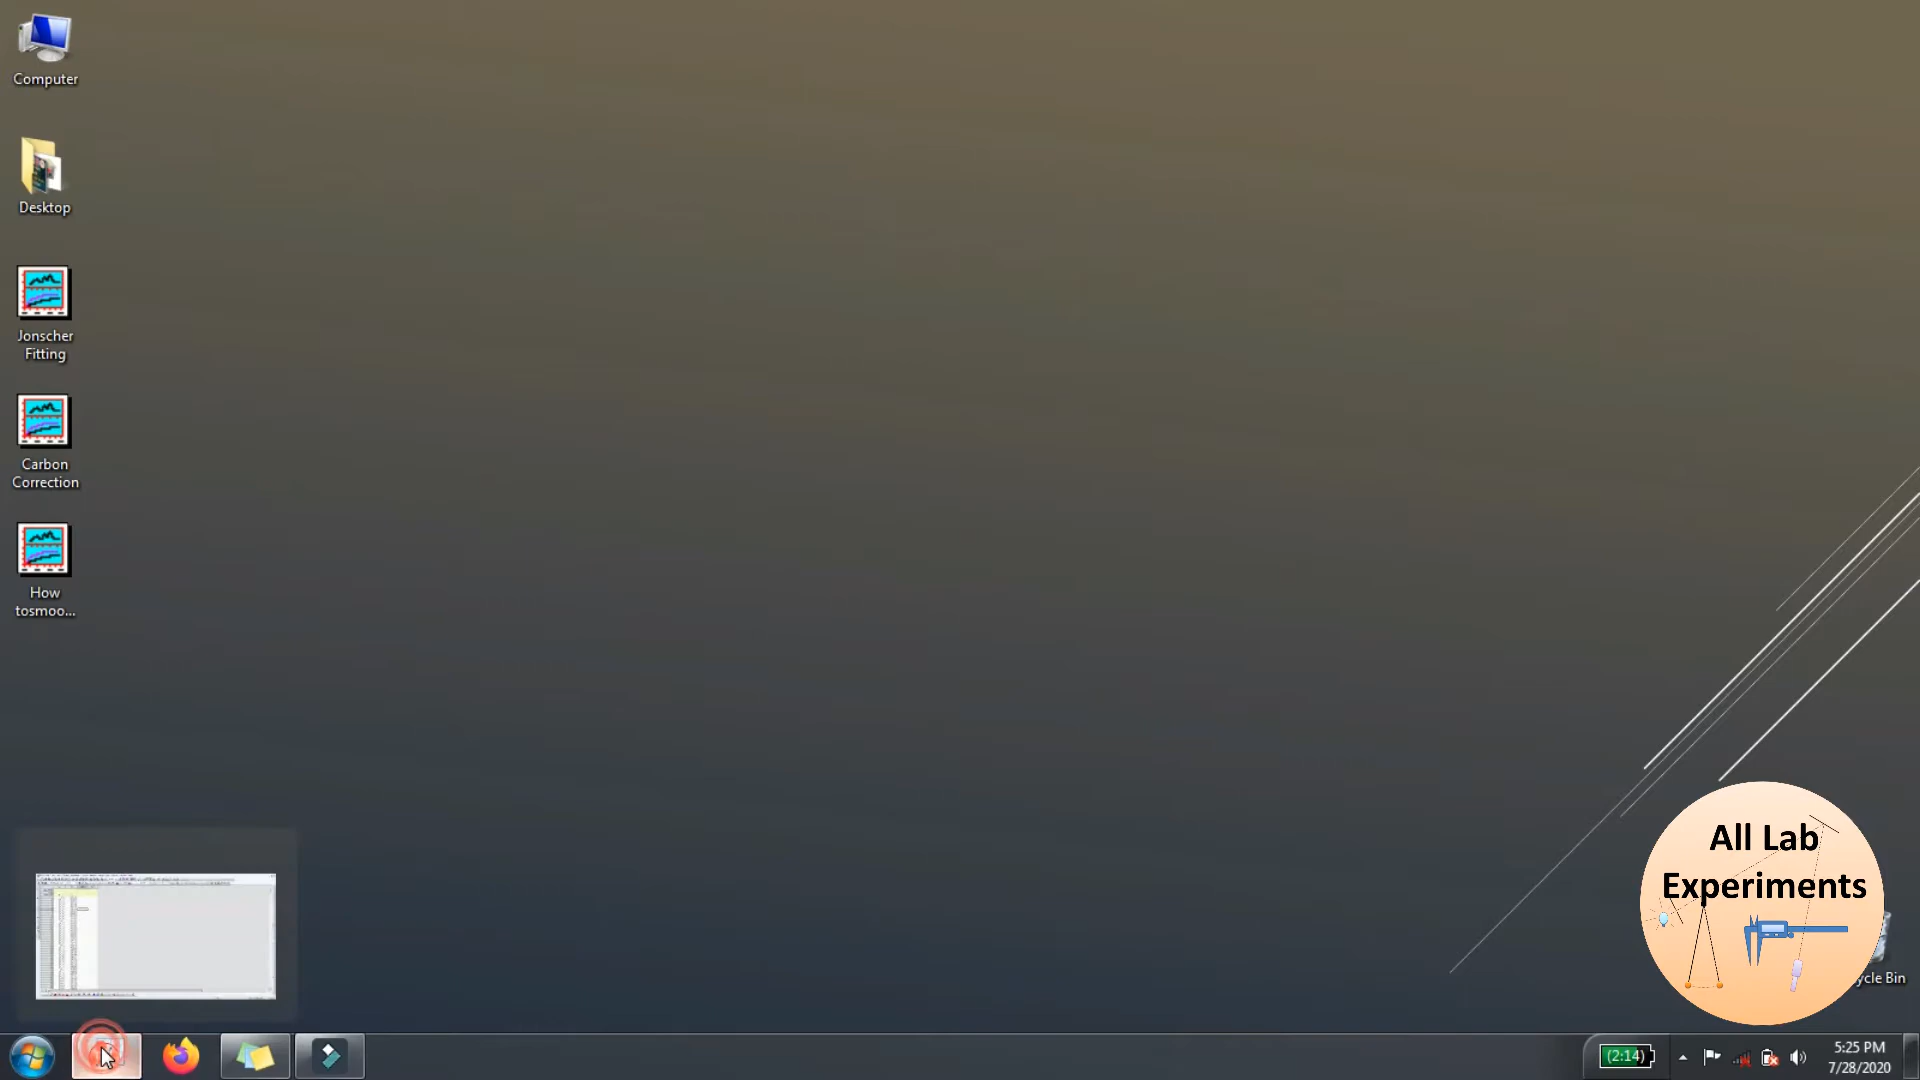 Computer
Desktop
Jonscher
Fitting
Carbon
Correction
How
tosmoo...
All Lab
Experiments
ycle Bin
(2:14)
5:25 PM
7/28/2020